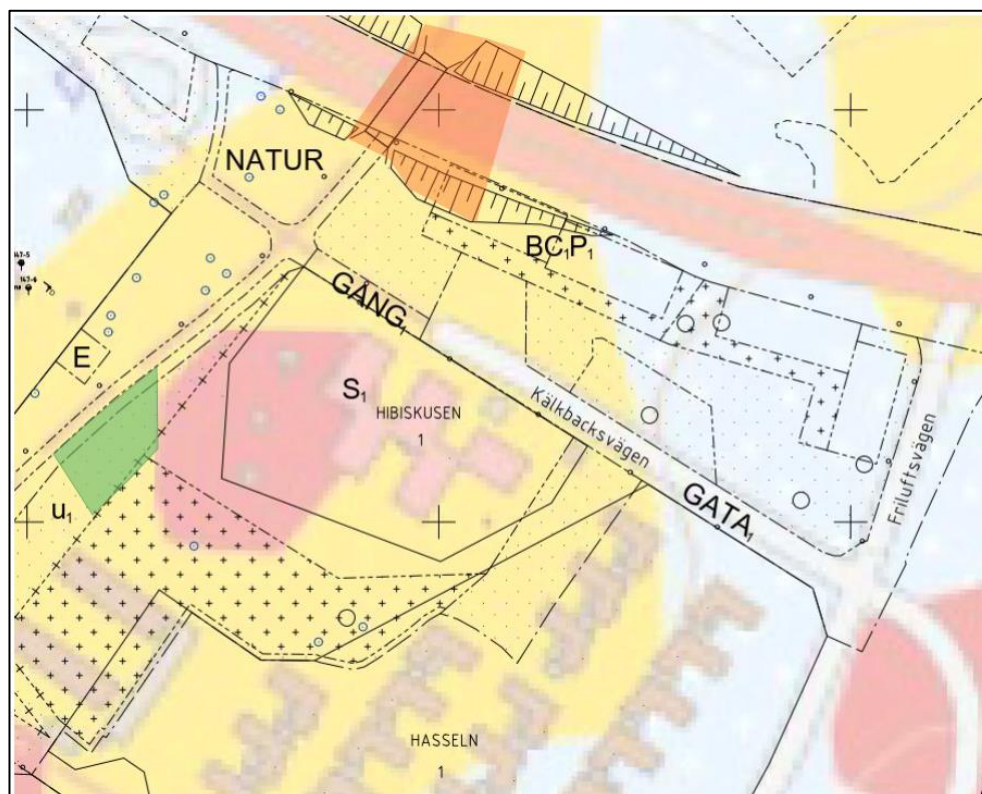 NATUR
BC₁P₁
GÅNG₁
E
S₁
HIBISKUSEN
1
Kälkbacksvägen
Friluftsvägen
u₁
GATA₁
HASSELN
1